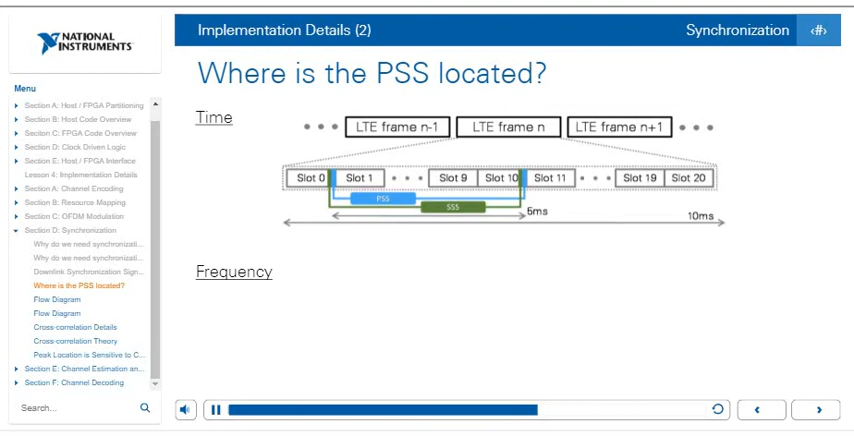 NATIONAL
INSTRUMENTS
Implementation Details (2)
Synchronization
‹#›
Menu
Section A: Host / FPGA Partitioning
Section B: Host Code Overview
Section C: FPGA Code Overview
Section D: Clock Driven Logic
Section E: Host / FPGA Interface
Lesson 4: Implementation Details
Section A: Channel Encoding
Section B: Resource Mapping
Section C: OFDM Modulation
Section D: Synchronization
Why do we need synchronizati...
Why do we need synchronizati...
Downlink Synchronization Sign...
Where is the PSS located?
Flow Diagram
Flow Diagram
Cross-correlation Details
Cross-correlation Theory
Peak Location is Sensitive to C...
Section E: Channel Estimation an...
Section F: Channel Decoding
Search...
Where is the PSS located?
Time
LTE frame n-1 LTE frame n LTE frame n+1
Slot 0 Slot 1 Slot 9 Slot 10 Slot 11 Slot 19 Slot 20
PSS
SSS
5ms
10ms
Frequency